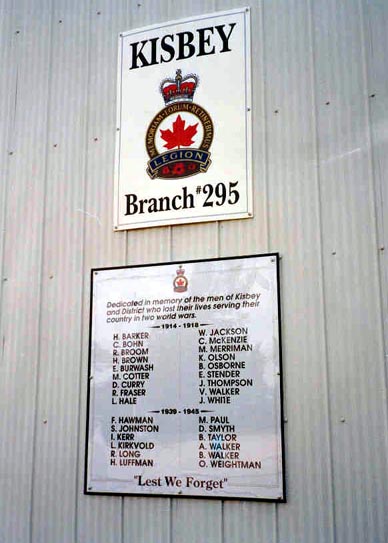 KISBEY
MEMORIAM EORUM RETINEBIMUS
LEGION
Branch #295
Dedicated in memory of the men of Kisbey
and District who lost their lives serving their
country in two world wars.
1914 - 1918
H. BARKER
C. BOHN
R. BROOM
H. BROWN
E. BURWASH
M. COTTER
D. CURRY
R. FRASER
L. HALE
W. JACKSON
C. McKENZIE
M. MERRIMAN
K. OLSON
B. OSBORNE
E. STENDER
J. THOMPSON
V. WALKER
J. WHITE
1939 - 1945
F. HAWMAN
S. JOHNSTON
I. KERR
L. KIRKVOLD
R. LONG
H. LUFFMAN
M. PAUL
D. SMYTH
B. TAYLOR
A. WALKER
B. WALKER
O. WEIGHTMAN
"Lest We Forget"